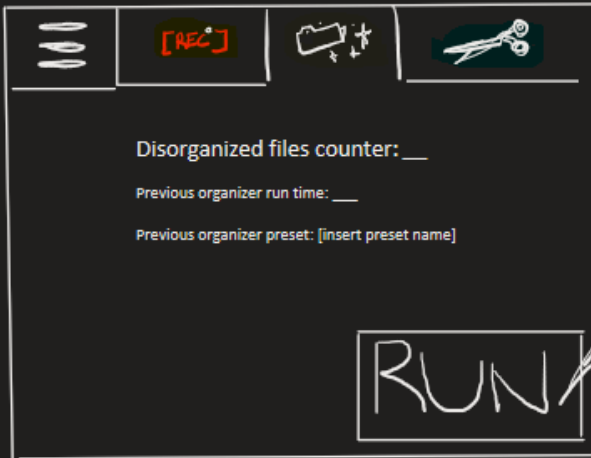 [REC]
Disorganized files counter: __
Previous organizer run time: ___
Previous organizer preset: [insert preset name]
RUN